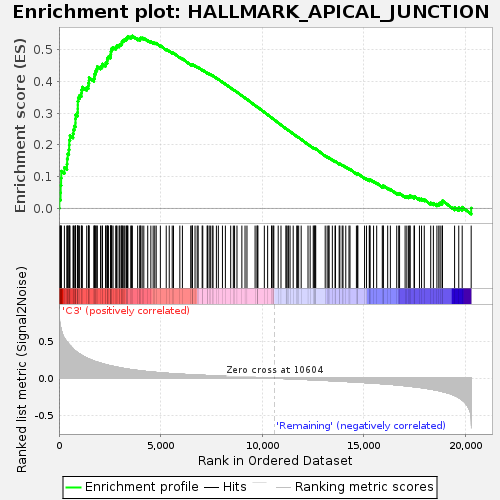 Enrichment plot: HALLMARK_APICAL_JUNCTION
Enrichment score (ES)
0.5
0.4
0.3
0.2
0.1
0.0
Ranked list metric (Signal2Noise)
'C3' (positively correlated)
0.5
0.0
-0.5
Zero cross at 10604
'Remaining' (negatively correlated)
0
5,000
10,000
15,000
20,000
Rank in Ordered Dataset
Enrichment profile
Hits
Ranking metric scores